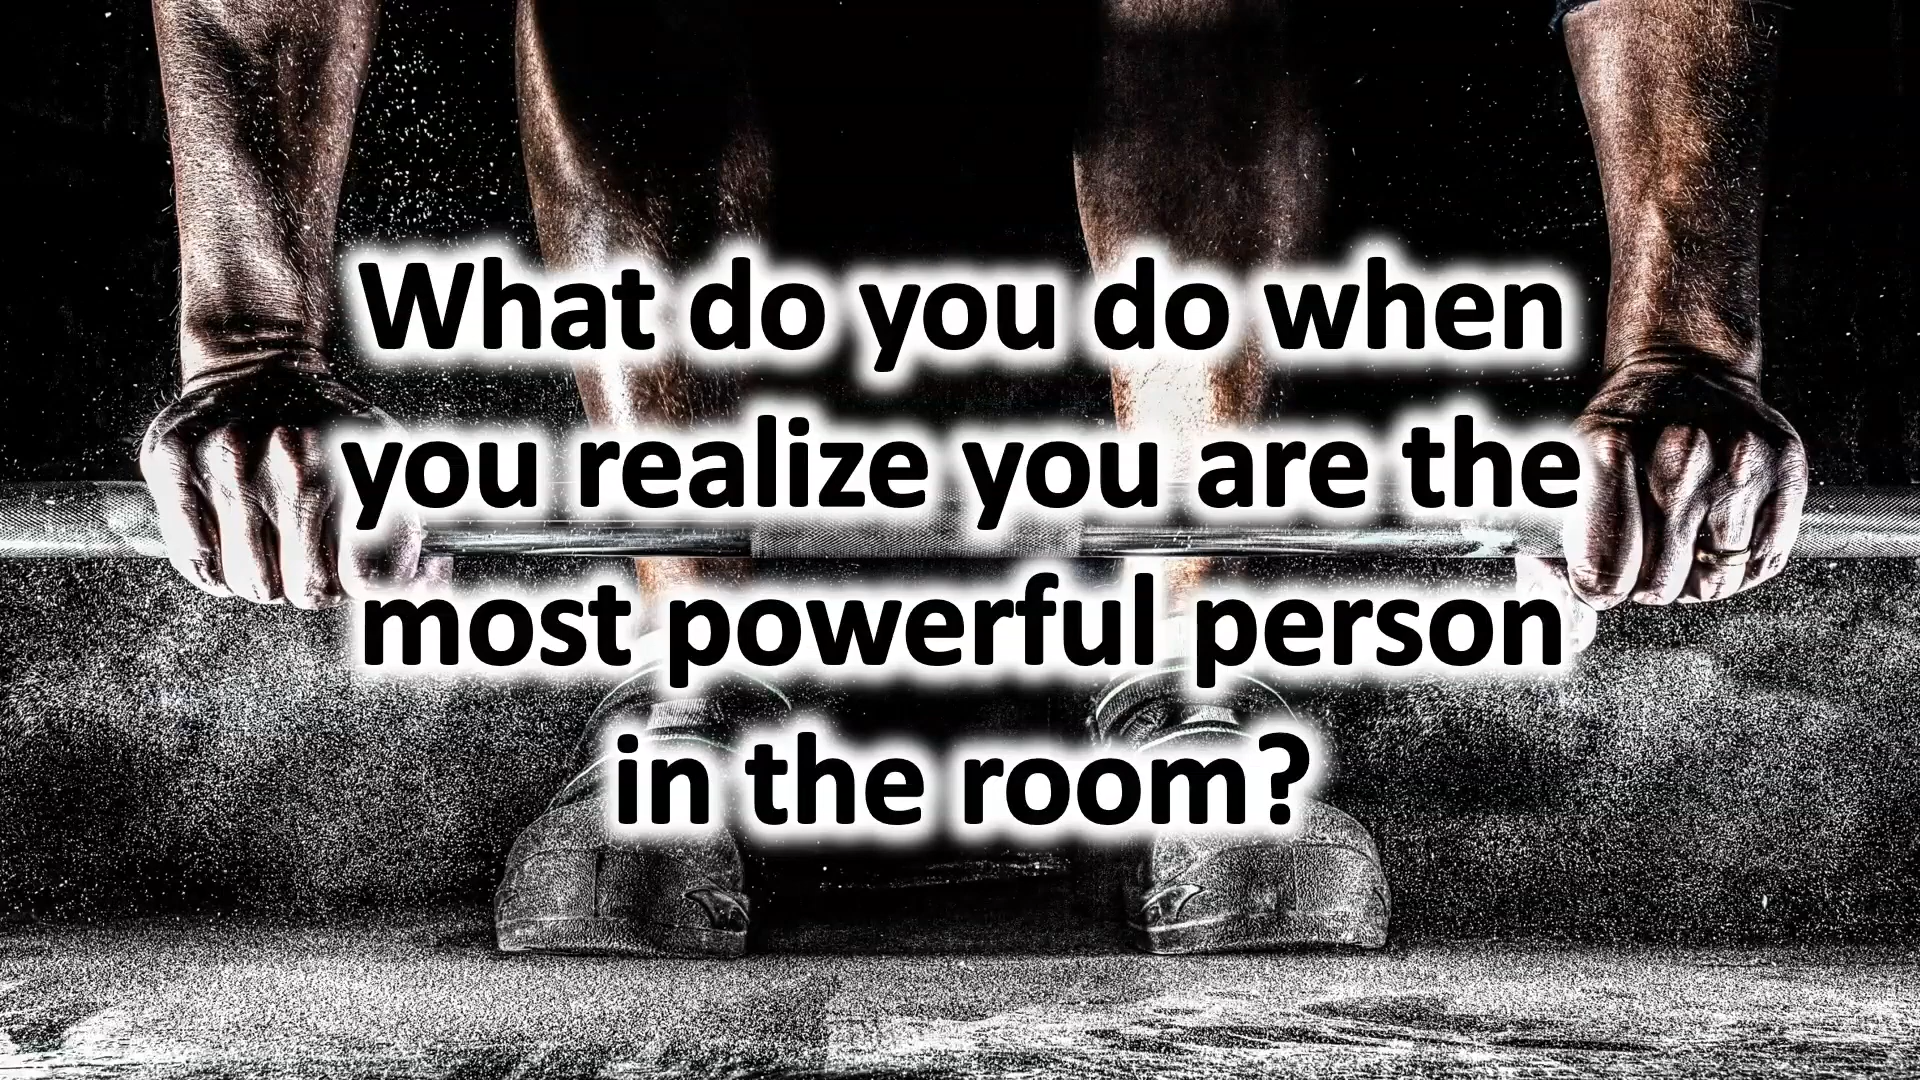 What do you do when
you realize you are the
most powerful person
in the room?